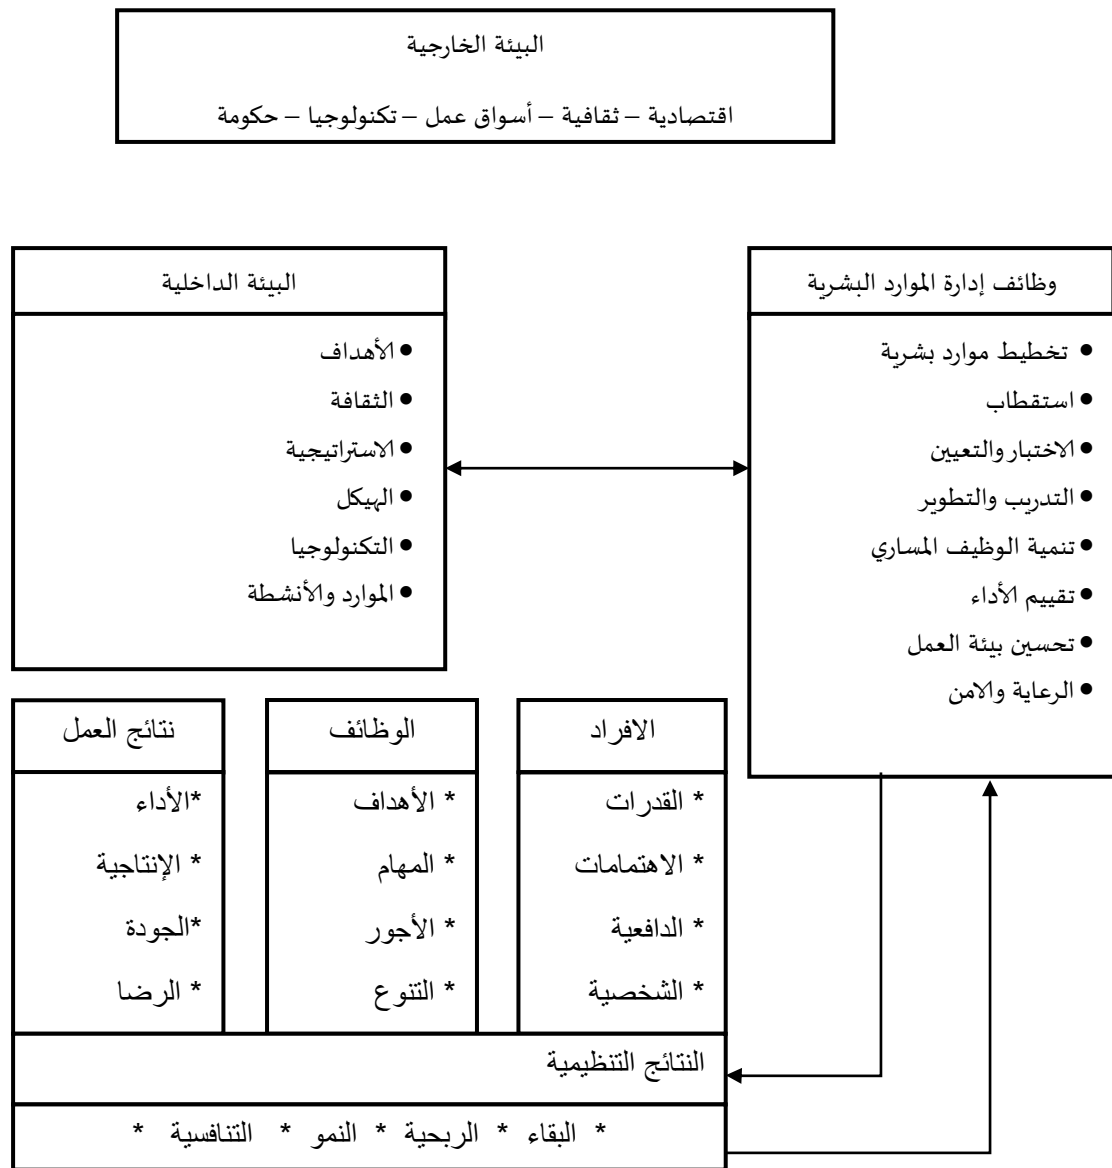 البيئة الخارجية
اقتصادية – ثقافية – أسواق عمل – تكنولوجيا – حكومة
وظائف إدارة الموارد البشرية
● تخطيط موارد بشرية
● استقطاب
● الاختبار والتعيين
● التدريب والتطوير
● تنمية الوظيف المساري
● تقييم الأداء
● تحسين بيئة العمل
● الرعاية والامن
البيئة الداخلية
● الأهداف
● الثقافة
● الاستراتيجية
● الهيكل
● التكنولوجيا
● الموارد والأنشطة
الافراد
* القدرات
* الاهتمامات
* الدافعية
* الشخصية
الوظائف
* الأهداف
* المهام
* الأجور
* التنوع
نتائج العمل
*الأداء
* الإنتاجية
*الجودة
* الرضا
النتائج التنظيمية
* البقاء * الربحية * النمو * التنافسية *